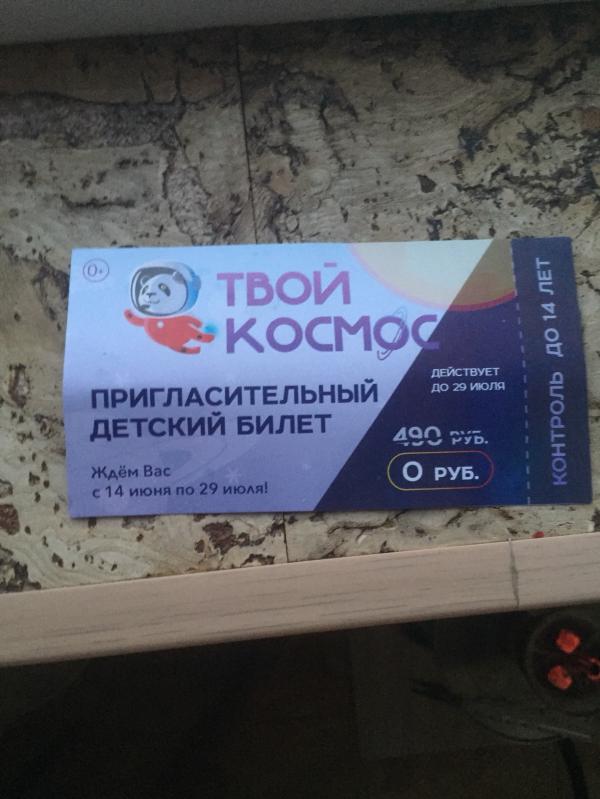 0+
ТВОЙ
КОСМОС
ПРИГЛАСИТЕЛЬНЫЙ
ДЕТСКИЙ БИЛЕТ
Ждём Вас
с 14 июня по 29 июля!
ДЕЙСТВУЕТ
ДО 29 ИЮЛЯ
490 РУБ.
0 РУБ.
КОНТРОЛЬ ДО 14 ЛЕТ